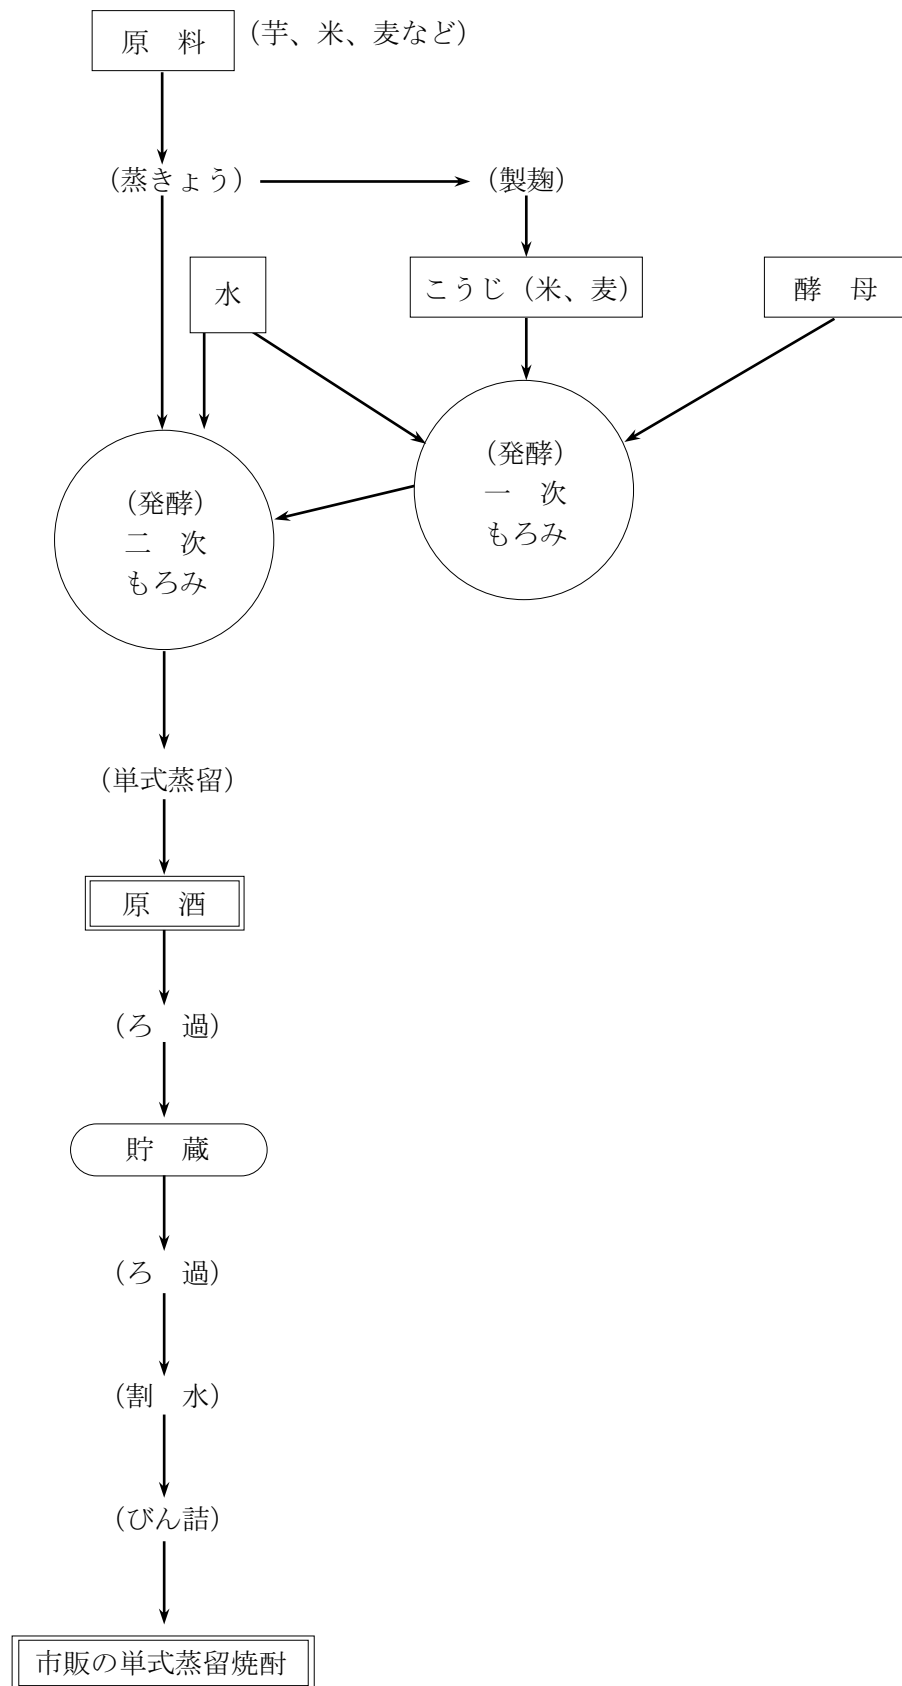 原　料
（芋、米、麦など）
（蒸きょう）
（製麹）
水
こうじ（米、麦）
酵　母
（発酵）
一　次
もろみ
（発酵）
二　次
もろみ
（単式蒸留）
原　酒
（ろ　過）
貯　蔵
（ろ　過）
（割　水）
（びん詰）
市販の単式蒸留焼酎